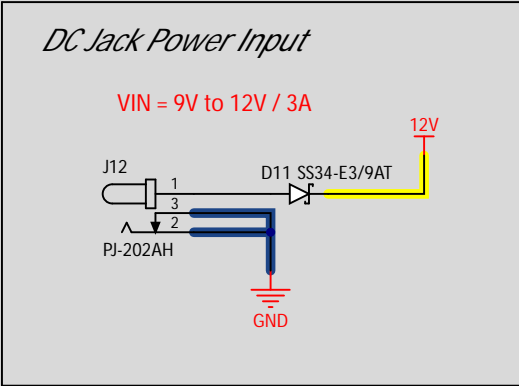 DC Jack Power Input
VIN = 9V to 12V / 3A
12V
J12
D11 SS34-E3/9AT
1
3
2
PJ-202AH
GND